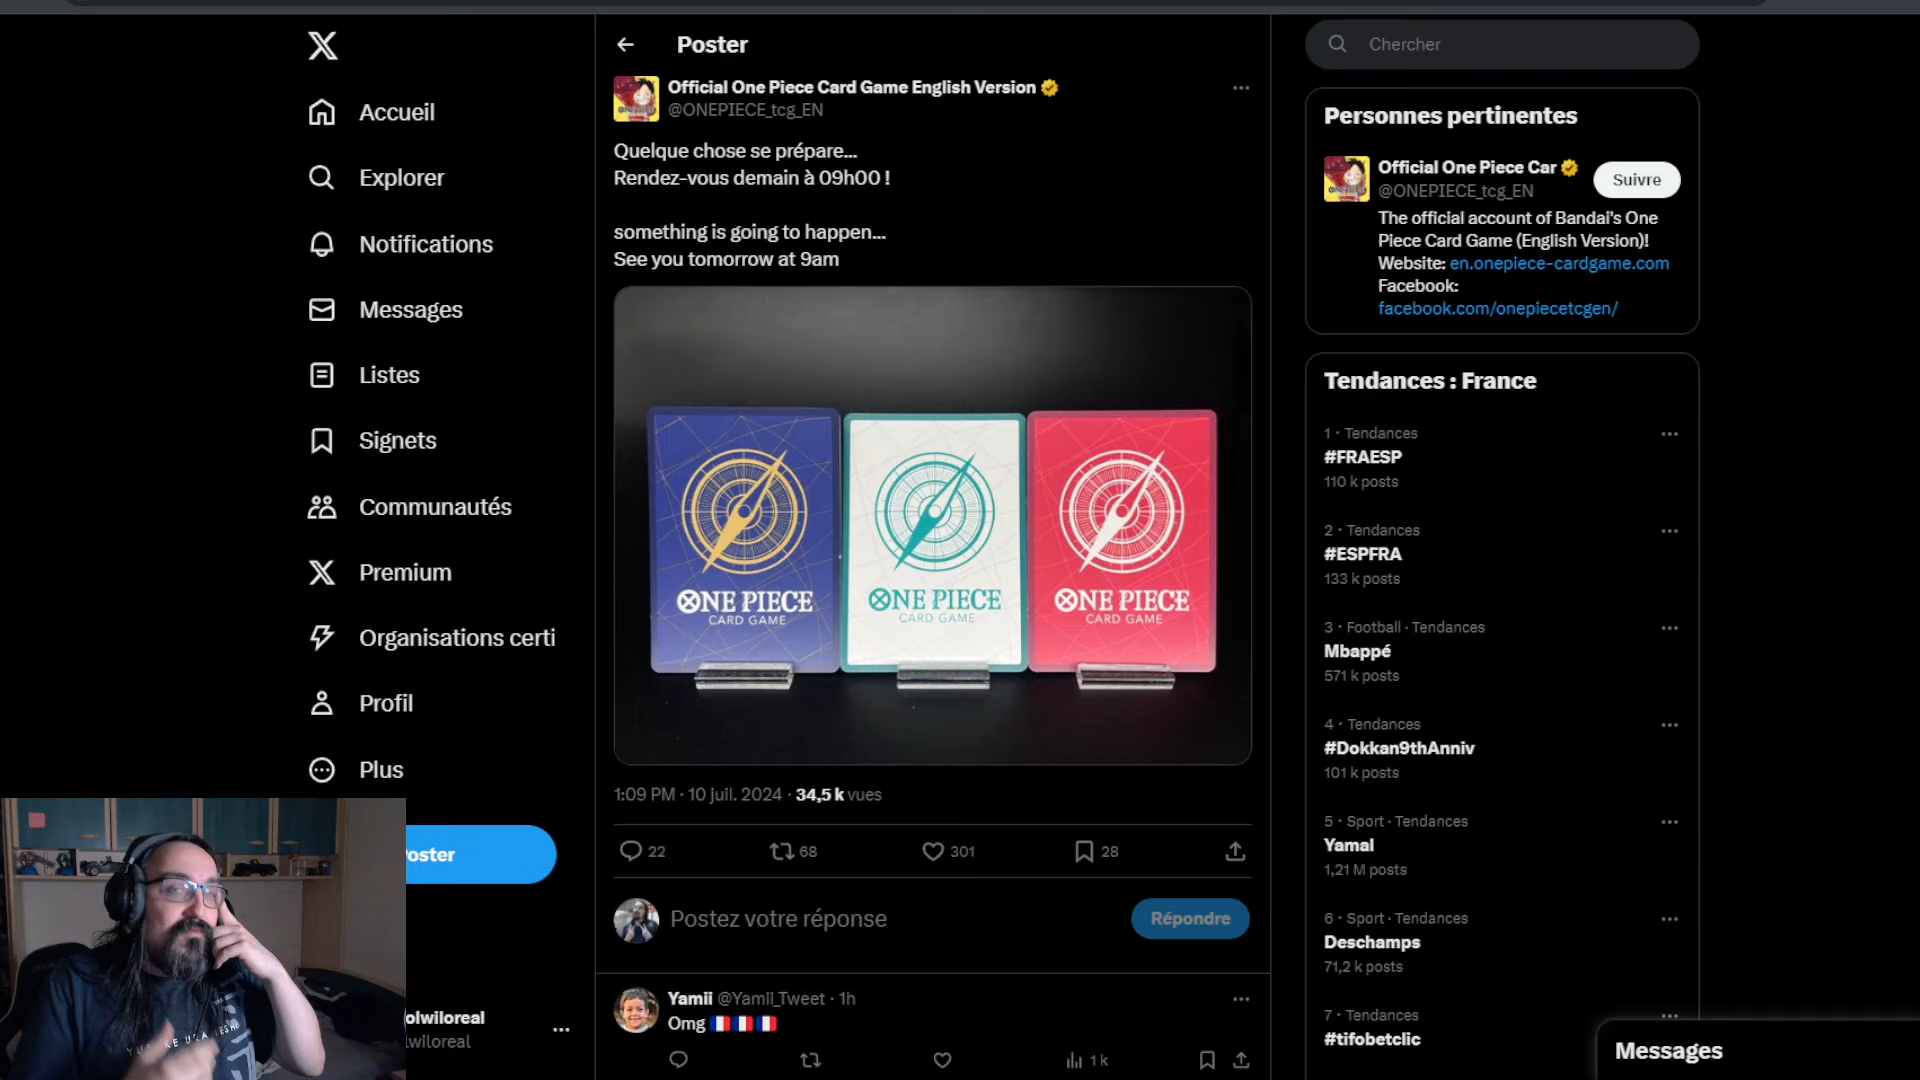 Accueil
Explorer
Notifications
Messages
Listes
Signets
Communautés
Premium
Organisations certi
Profil
Plus
oster
olwiloreal
lwiloreal
Poster
Official One Piece Card Game English Version
@ONEPIECE_tcg_EN
Quelque chose se prépare...
Rendez-vous demain à 09h00 !
something is going to happen...
See you tomorrow at 9am
ONE PIECE
CARD GAME
ONE PIECE
CARD GAME
ONE PIECE
CARD GAME
1:09 PM · 10 juil. 2024 · 34,5 k vues
22
68
301
28
Postez votre réponse
Répondre
Yamii @Yamii_Tweet · 1h
Omg 🇫🇷🇫🇷🇫🇷
1 k
Chercher
Personnes pertinentes
Official One Piece Car
@ONEPIECE_tcg_EN
Suivre
The official account of Bandai's One
Piece Card Game (English Version)!
Website: en.onepiece-cardgame.com
Facebook:
facebook.com/onepiecetcgen/
Tendances : France
1 · Tendances
#FRAESP
110 k posts
2 · Tendances
#ESPFRA
133 k posts
3 · Football · Tendances
Mbappé
571 k posts
4 · Tendances
#Dokkan9thAnniv
101 k posts
5 · Sport · Tendances
Yamal
1,21 M posts
6 · Sport · Tendances
Deschamps
71,2 k posts
7 · Tendances
#tifobetclic
Messages